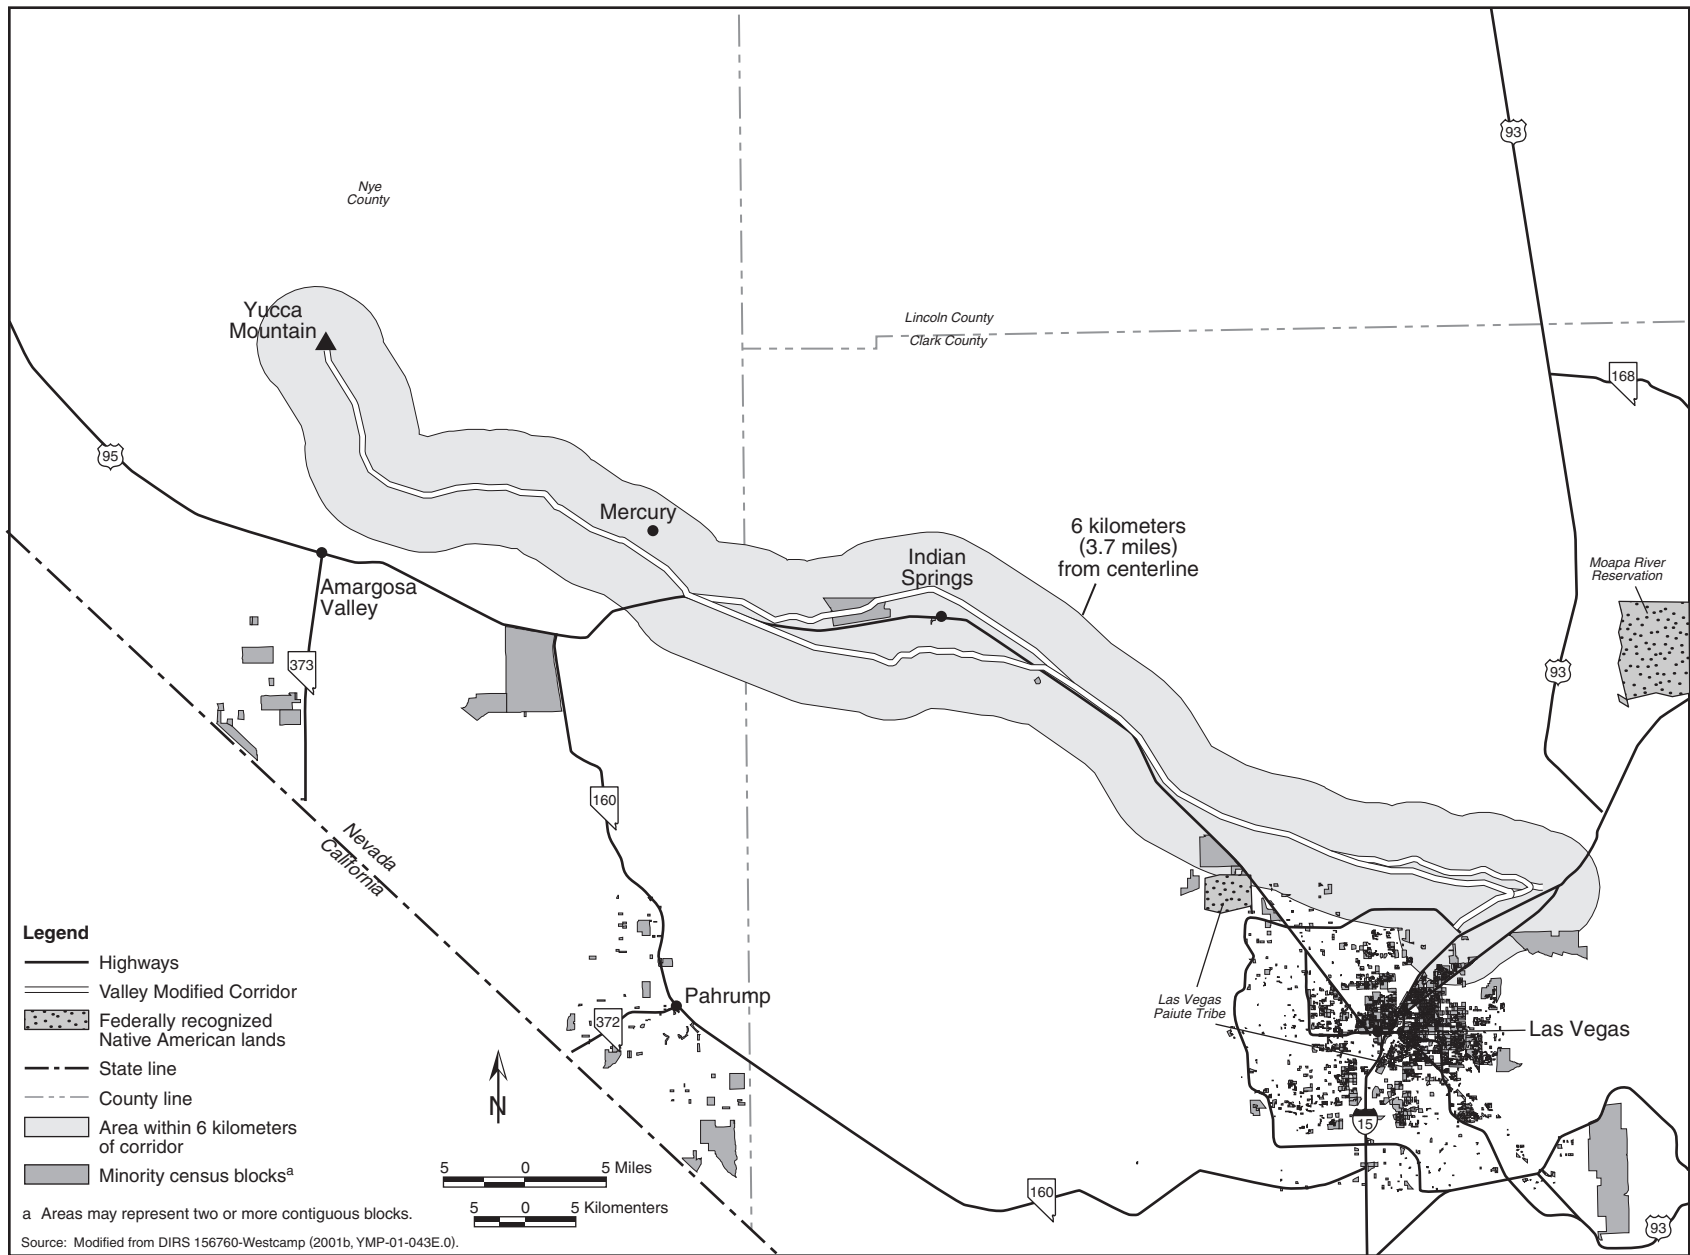 93
Nye
County
Yucca
Mountain
Lincoln County
Clark County
168
95
Mercury
6 kilometers
(3.7 miles)
from centerline
Indian
Springs
Moapa River
Reservation
Amargosa
Valley
373
93
160
Nevada
California
Legend
Highways
Valley Modified Corridor
Federally recognized
Native American lands
State line
County line
Area within 6 kilometers
of corridor
Minority census blocksa
Pahrump
372
Las Vegas
Paiute Tribe
Las Vegas
N
15
5 0 5 Miles
5 0 5 Kilomenters
160
93
a Areas may represent two or more contiguous blocks.
Source: Modified from DIRS 156760-Westcamp (2001b, YMP-01-043E.0).